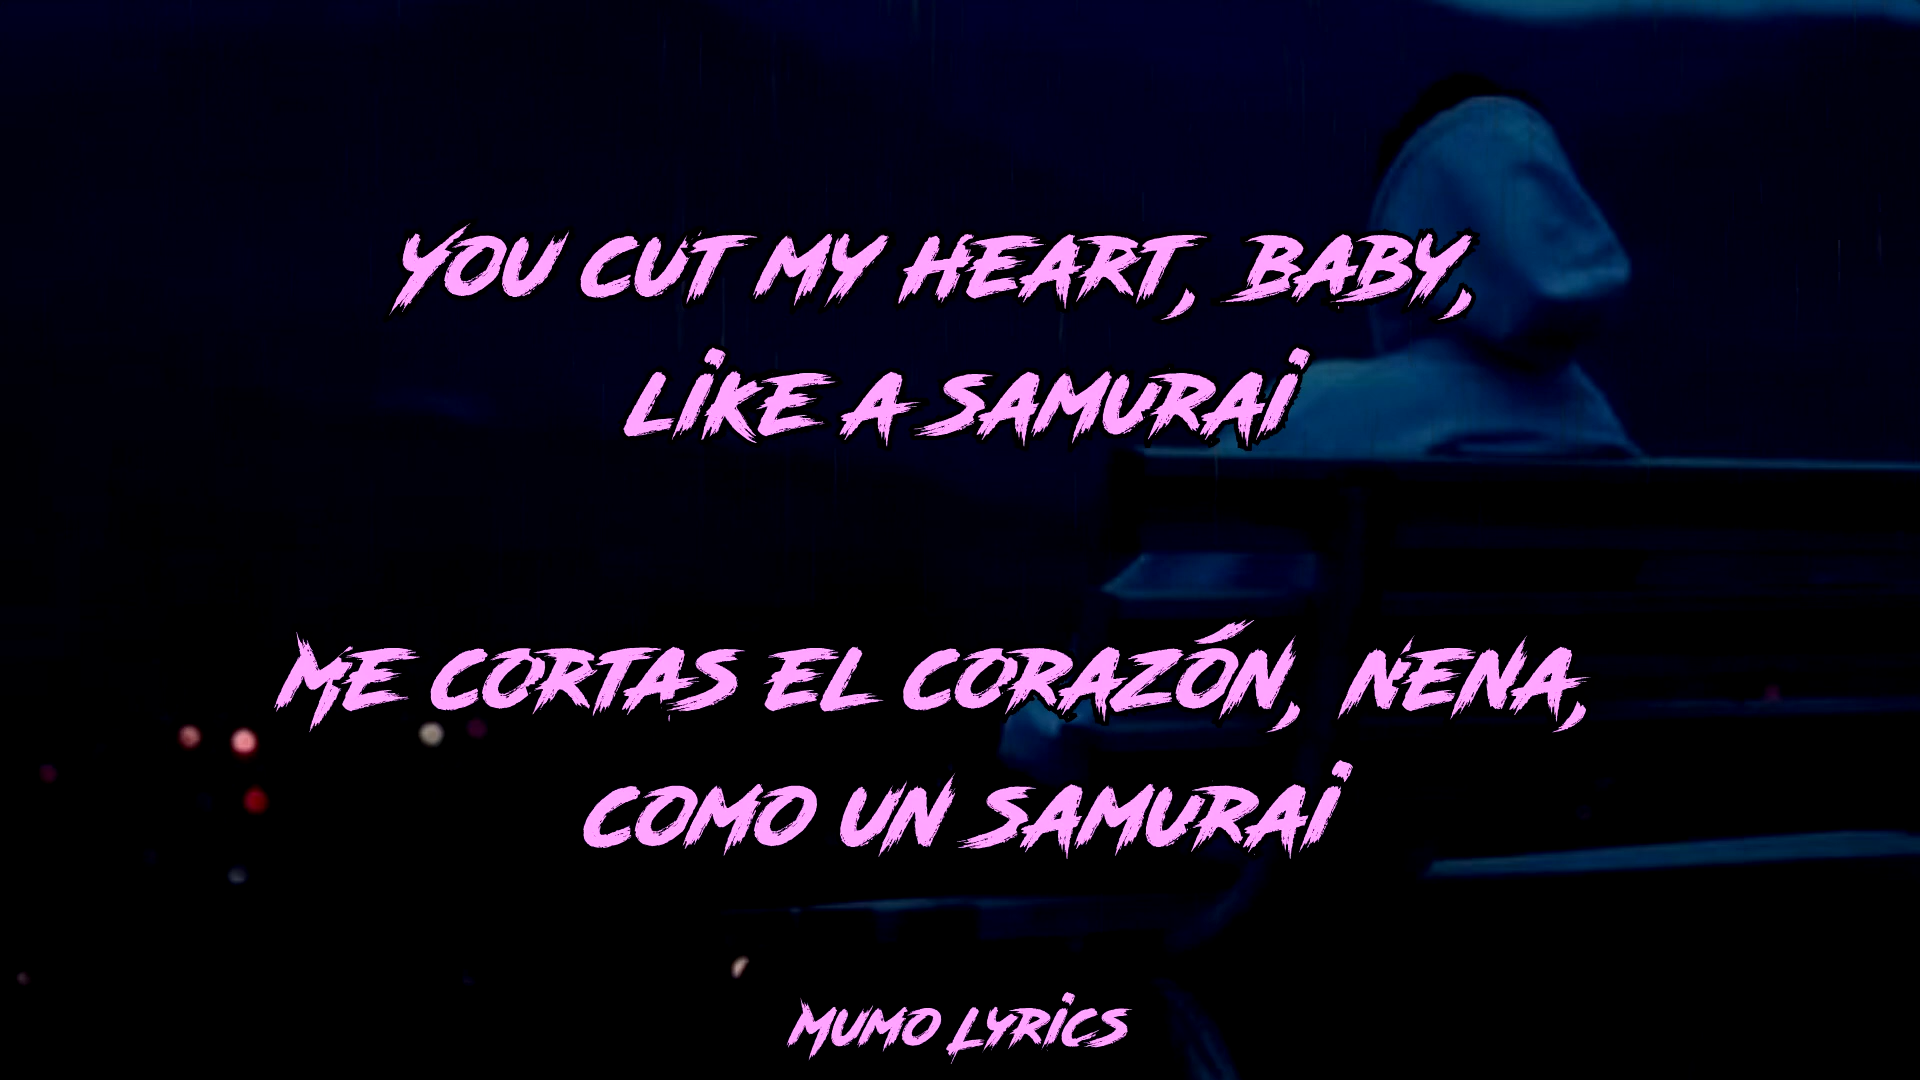 YOU CUT MY HEART, BABY,
LIKE A SAMURAI
ME CORTAS EL CORAZÓN, NENA,
COMO UN SAMURAI
MUMO LYRICS